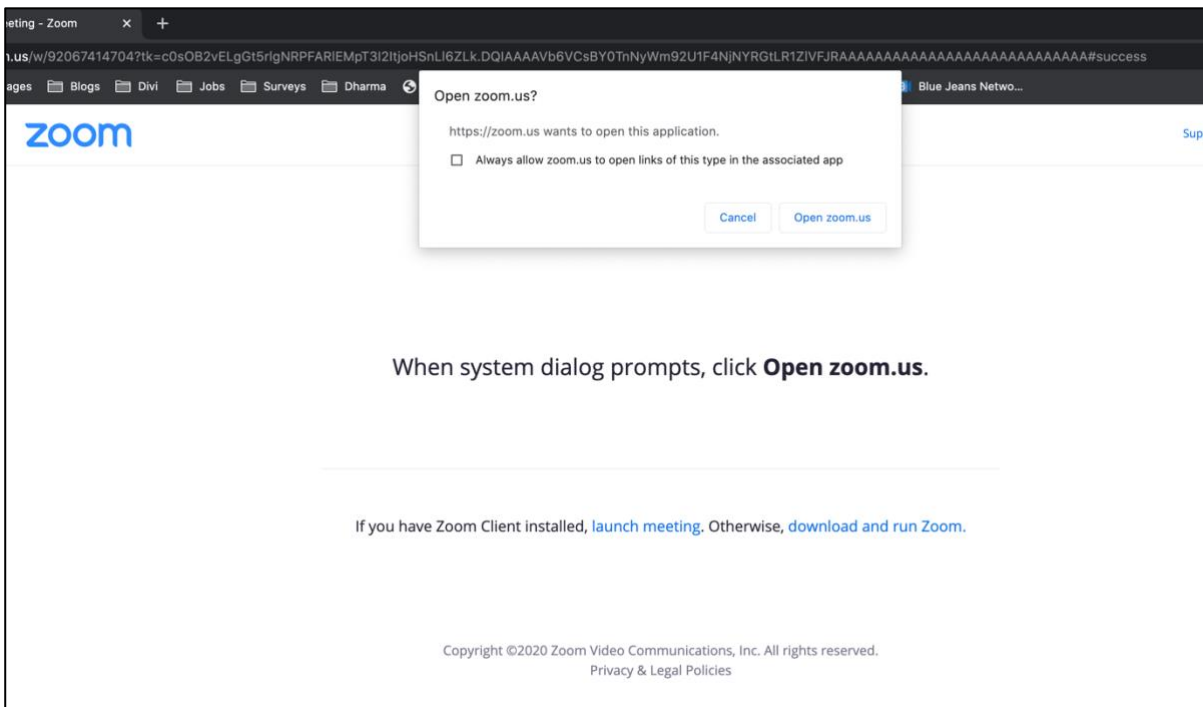 eeting - Zoom
n.us/w/92067414704?tk=c0sOB2vELgGt5rlgNRPFARlEMpT3I2ItjoHSnLl6ZLk.DQIAAAAVb6VCsBY0TnNyWm92U1F4NjNYRGtLR1ZlVFJRAAAAAAAAAAAAAAAAAAAAAAAAAAAA#success
ages Blogs Divi Jobs Surveys Dharma Blue Jeans Netwo...
Open zoom.us?
https://zoom.us wants to open this application.
Always allow zoom.us to open links of this type in the associated app
Cancel Open zoom.us
zoom
Sup
When system dialog prompts, click Open zoom.us.
If you have Zoom Client installed, launch meeting. Otherwise, download and run Zoom.
Copyright ©2020 Zoom Video Communications, Inc. All rights reserved.
Privacy & Legal Policies